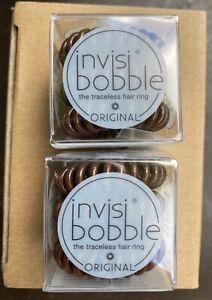 invisi
bobble
the traceless hair ring
ORIGINAL
invisi
bobble
the traceless hair ring
ORIGINAL